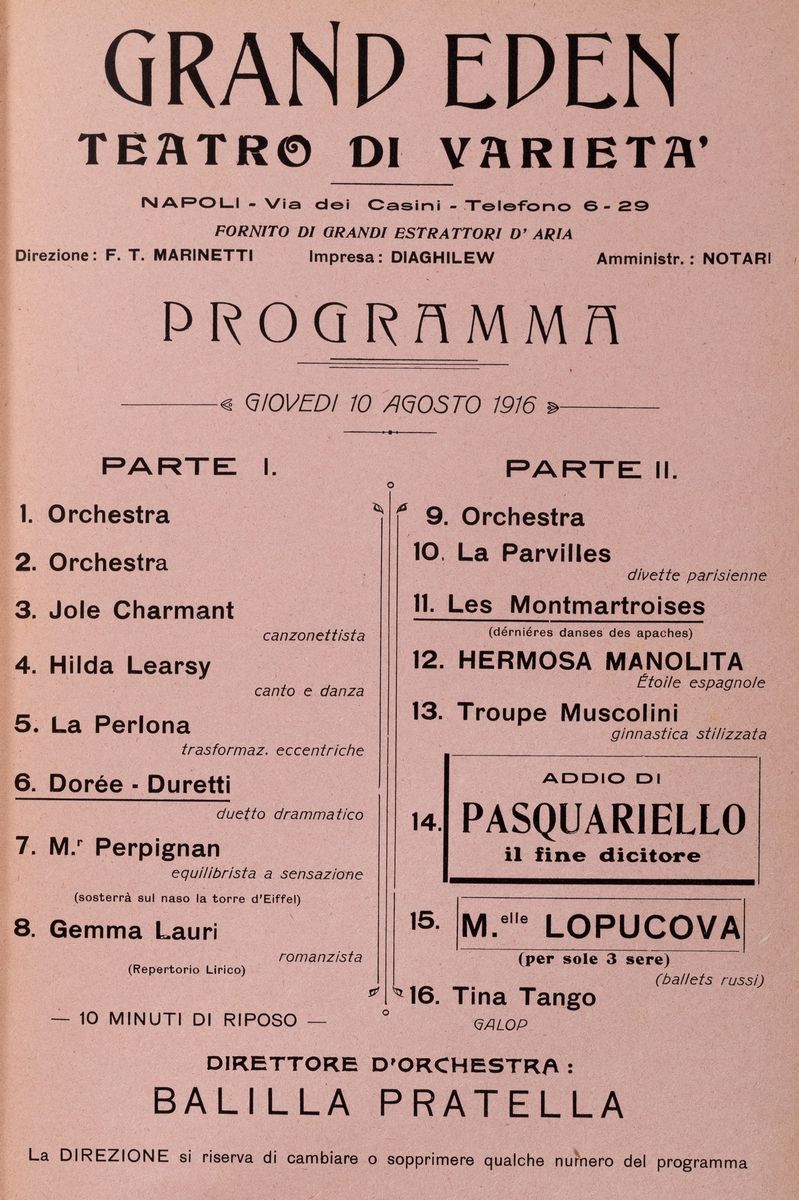 GRAND EDEN
TEATRO DI VARIETA'
NAPOLI - Via dei Casini - Telefono 6-29
FORNITO DI GRANDI ESTRATTORI D' ARIA
Direzione: F. T. MARINETTI Impresa: DIAGHILEW Amministr.: NOTARI
PROGRAMMA
GIOVEDI 10 AGOSTO 1916
PARTE I.
1. Orchestra
2. Orchestra
3. Jole Charmant
canzonettista
4. Hilda Learsy
canto e danza
5. La Perlona
trasformaz. eccentriche
6. Dorée - Duretti
duetto drammatico
7. M.r Perpignan
equilibrista a sensazione
(sosterrà sul naso la torre d'Eiffel)
8. Gemma Lauri
romanzista
(Repertorio Lirico)
— 10 MINUTI DI RIPOSO —
PARTE II.
9. Orchestra
10. La Parvilles
divette parisienne
11. Les Montmartroises
(dérniéres danses des apaches)
12. HERMOSA MANOLITA
Étoile espagnole
13. Troupe Muscolini
ginnastica stilizzata
ADDIO DI
14. PASQUARIELLO
il fine dicitore
15. M.elle LOPUCOVA
(per sole 3 sere)
(ballets russi)
16. Tina Tango
GALOP
DIRETTORE D'ORCHESTRA:
BALILLA PRATELLA
La DIREZIONE si riserva di cambiare o sopprimere qualche numero del programma